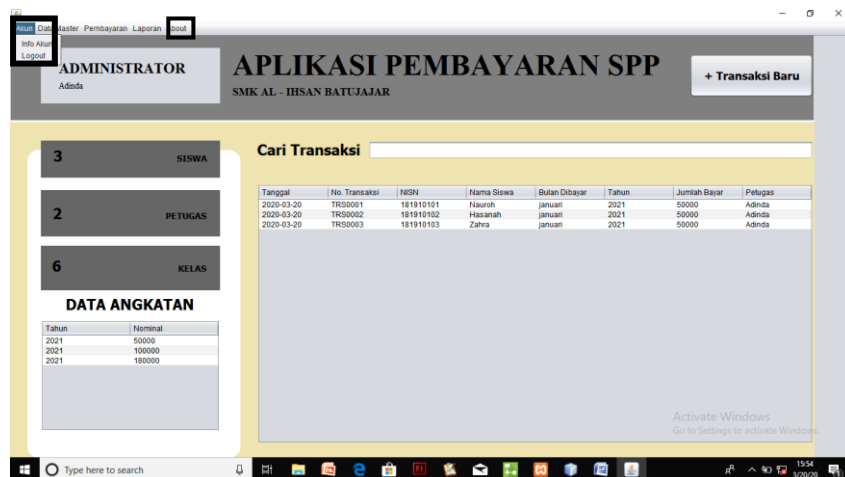 Akun Data Master Pembayaran Laporan About
Info Akun
Logout
ADMINISTRATOR
Adinda
APLIKASI PEMBAYARAN SPP
SMK AL - IHSAN BATUJAJAR
+ Transaksi Baru
3 SISWA
2 PETUGAS
6 KELAS
DATA ANGKATAN
Tahun Nominal
2021 50000
2021 100000
2021 180000
Cari Transaksi
Tanggal No. Transaksi NISN Nama Siswa Bulan Dibayar Tahun Jumlah Bayar Petugas
2020-03-20 TRS0001 181910101 Nauroh januari 2021 50000 Adinda
2020-03-20 TRS0002 181910102 Hasanah januari 2021 50000 Adinda
2020-03-20 TRS0003 181910103 Zahra januari 2021 50000 Adinda
Activate Windows
Go to Settings to activate Windows.
Type here to search
15:54
3/20/20